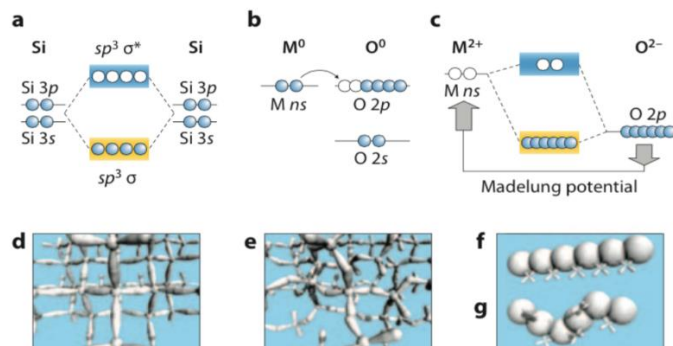 a
Si
sp³ σ*
Si
Si 3p
Si 3s
Si 3p
Si 3s
sp³ σ
b
M⁰
O⁰
M ns
O 2p
O 2s
c
M²⁺
O²⁻
M ns
O 2p
Madelung potential
d
e
f
g